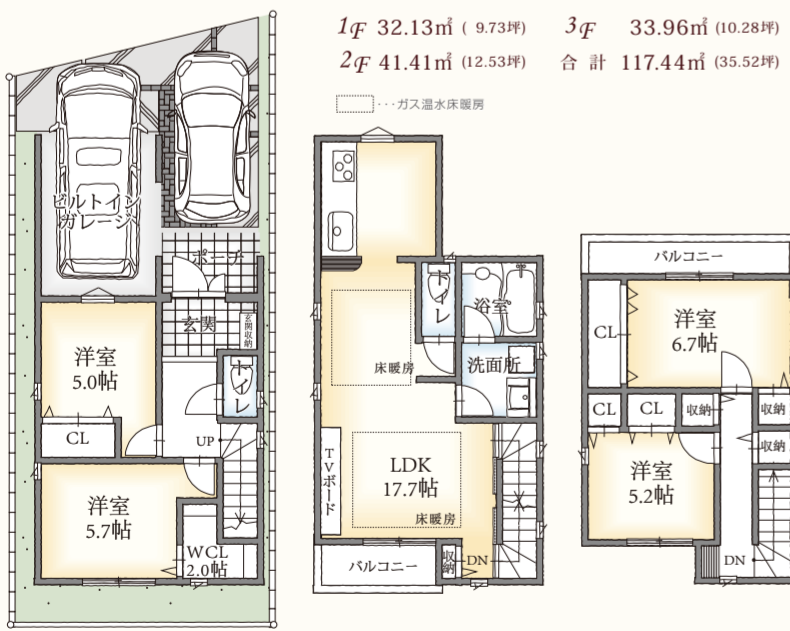 1F 32.13㎡ ( 9.73坪)
3F 33.96㎡ (10.28坪)
2F 41.41㎡ (12.53坪)
合計 117.44㎡ (35.52坪)
･･･ガス温水床暖房
ビルトイン
ガレージ
ポーチ
玄関
玄関収納
洋室
5.0帖
トイレ
CL
UP
洋室
5.7帖
WCL
2.0帖
トイレ
浴室
床暖房
洗面所
TVボード
LDK
17.7帖
床暖房
バルコニー
収納
DN
バルコニー
CL
洋室
6.7帖
CL
CL
収納
収納
収納
洋室
5.2帖
DN